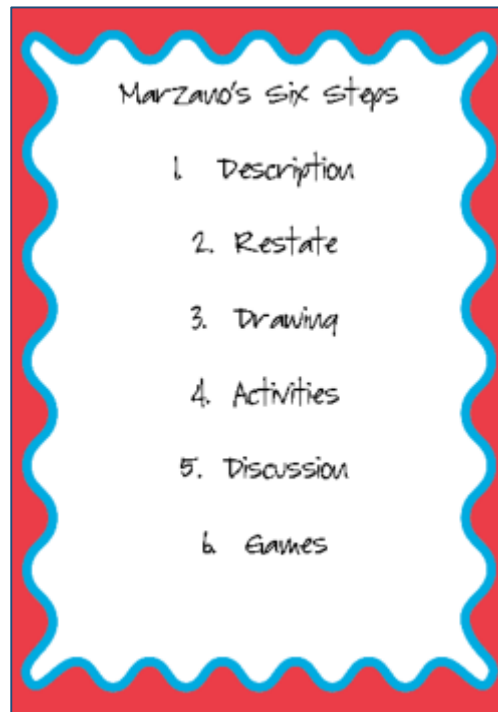 Marzano's Six Steps
1. Description
2. Restate
3. Drawing
4. Activities
5. Discussion
6. Games